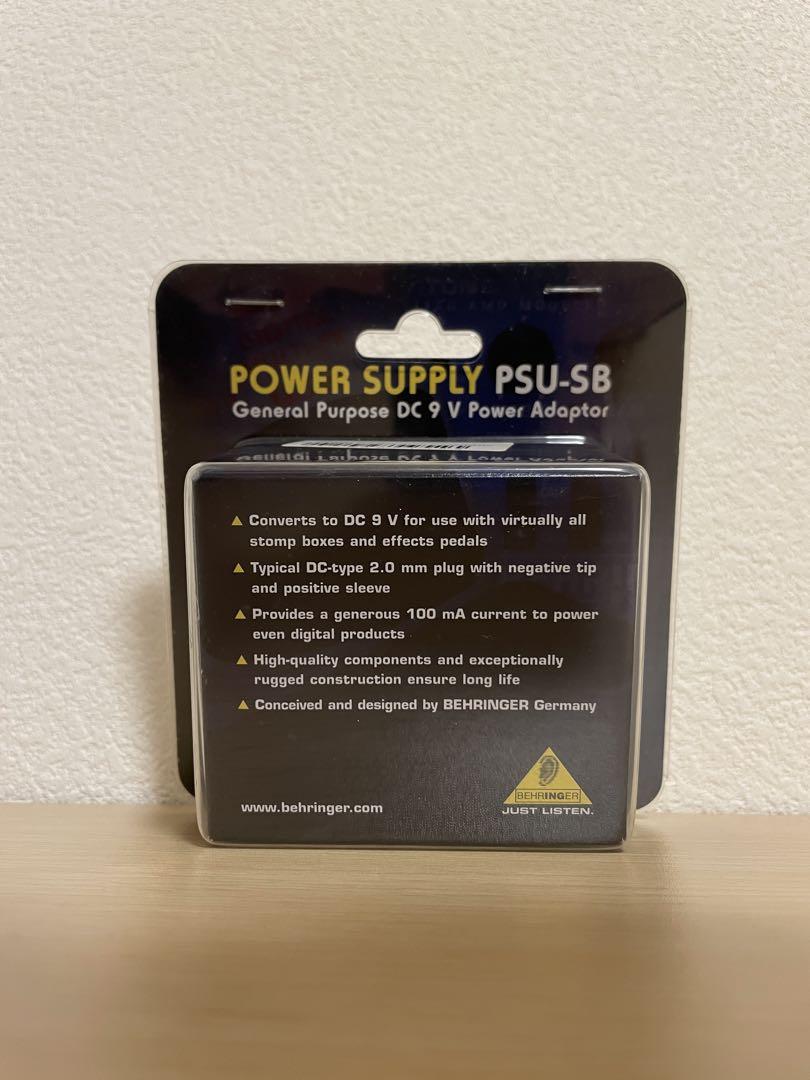 POWER SUPPLY PSU-SB
General Purpose DC 9 V Power Adaptor
Converts to DC 9 V for use with virtually all
stomp boxes and effects pedals
Typical DC-type 2.0 mm plug with negative tip
and positive sleeve
Provides a generous 100 mA current to power
even digital products
High-quality components and exceptionally
rugged construction ensure long life
Conceived and designed by BEHRINGER Germany
www.behringer.com
BEHRINGER
JUST LISTEN.